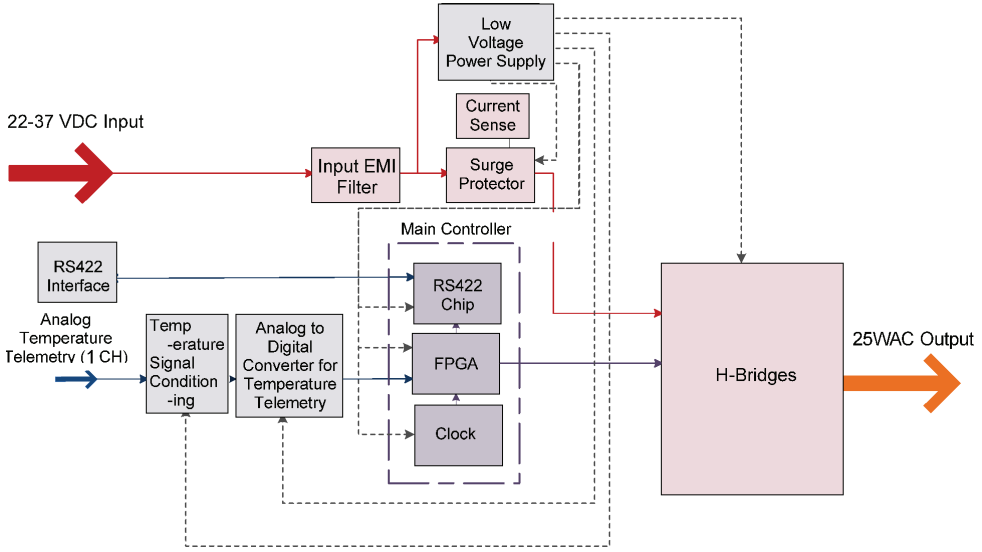 Low
Voltage
Power Supply
Current
Sense
22-37 VDC Input
Input EMI
Filter
Surge
Protector
Main Controller
RS422
Interface
RS422
Chip
Analog
Temperature
Telemetry (1 CH)
Temp
-erature
Signal
Condition
-ing
Analog to
Digital
Converter for
Temperature
Telemetry
FPGA
Clock
H-Bridges
25WAC Output